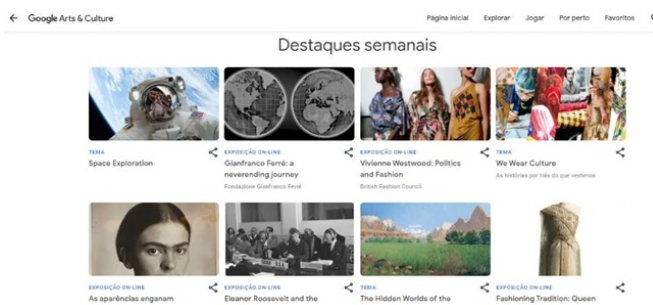 Google Arts & Culture
Página inicial Explorar Jogar Por perto Favoritos
Destaques semanais
TEMA
Space Exploration
EXPOSIÇÃO ON-LINE
Gianfranco Ferré: a
neverending journey
Fondazione Gianfranco Ferré
EXPOSIÇÃO ON-LINE
Vivienne Westwood: Politics
and Fashion
British Fashion Council
TEMA
We Wear Culture
As histórias por trás do que vestimos
EXPOSIÇÃO ON-LINE
As aparências enganam
EXPOSIÇÃO ON-LINE
Eleanor Roosevelt and the
TEMA
The Hidden Worlds of the
EXPOSIÇÃO ON-LINE
Fashioning Tradition: Queen